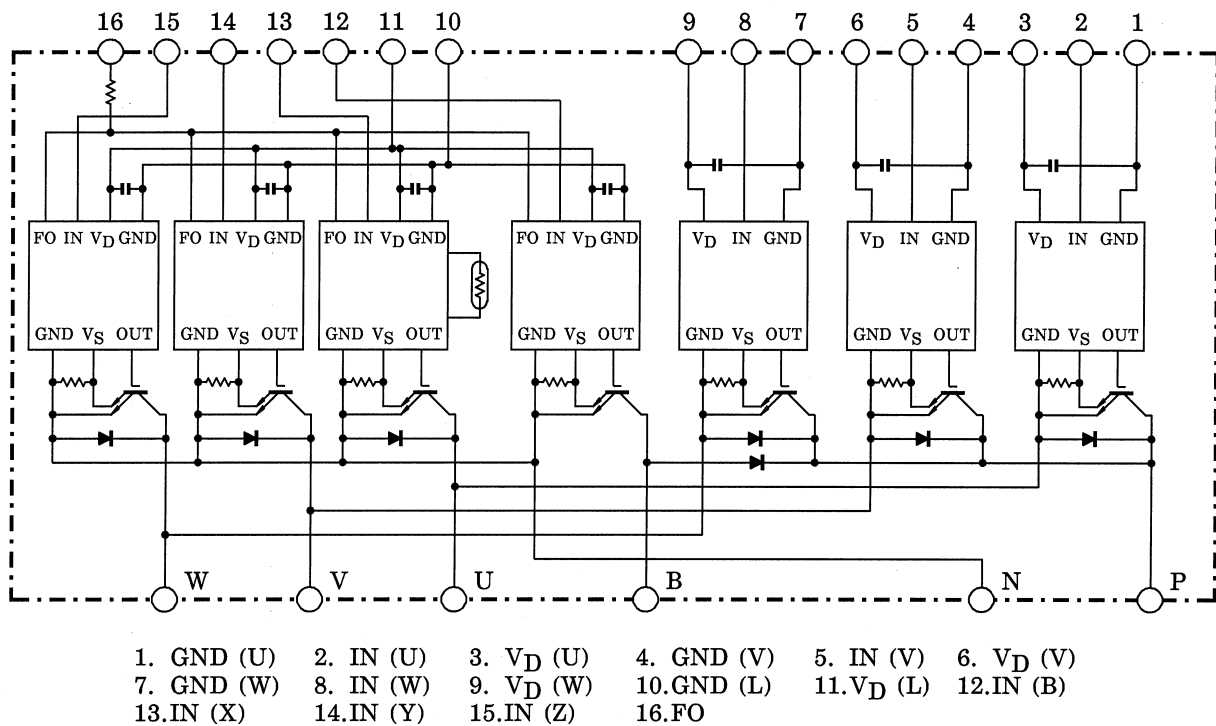 16 15 14 13 12 11 10 9 8 7 6 5 4 3 2 1
FO IN VD GND FO IN VD GND FO IN VD GND FO IN VD GND VD IN GND VD IN GND VD IN GND
GND VS OUT GND VS OUT GND VS OUT GND VS OUT GND VS OUT GND VS OUT GND VS OUT
W V U B N P
1. GND (U) 2. IN (U) 3. VD (U) 4. GND (V) 5. IN (V) 6. VD (V)
7. GND (W) 8. IN (W) 9. VD (W) 10.GND (L) 11.VD (L) 12.IN (B)
13.IN (X) 14.IN (Y) 15.IN (Z) 16.FO